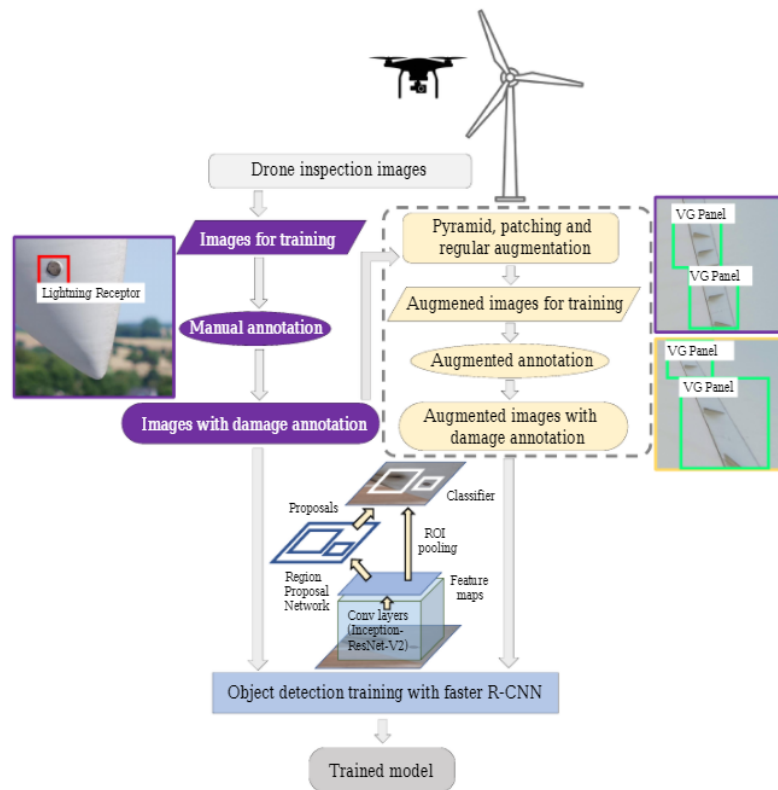 Drone inspection images
Images for training
Lightning Receptor
Manual annotation
Images with damage annotation
Pyramid, patching and
regular augmentation
Augmened images for training
Augmented annotation
Augmented images with
damage annotation
VG Panel
VG Panel
VG Panel
VG Panel
Proposals
Classifier
ROI
pooling
Region
Proposal
Network
Feature
maps
Conv layers
(Inception-
ResNet-V2)
Object detection training with faster R-CNN
Trained model